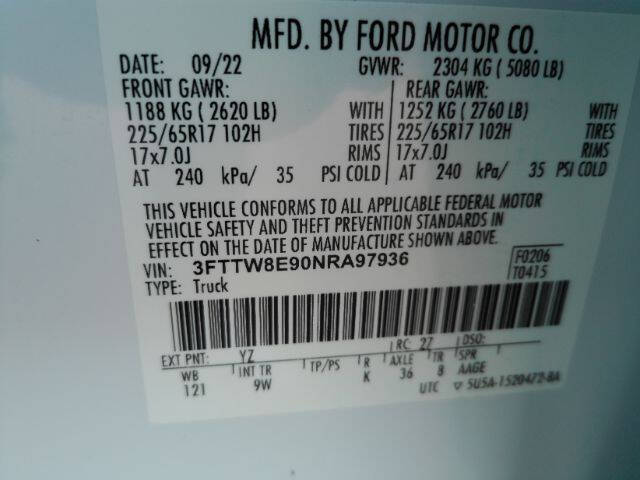 MFD. BY FORD MOTOR CO.
DATE: 09/22 GVWR: 2304 KG ( 5080 LB)
FRONT GAWR: REAR GAWR:
1188 KG ( 2620 LB) WITH 1252 KG ( 2760 LB) WITH
225/65R17 102H TIRES 225/65R17 102H TIRES
17x7.0J RIMS 17x7.0J RIMS
AT 240 kPa/ 35 PSI COLD AT 240 kPa/ 35 PSI COLD
THIS VEHICLE CONFORMS TO ALL APPLICABLE FEDERAL MOTOR
VEHICLE SAFETY AND THEFT PREVENTION STANDARDS IN
EFFECT ON THE DATE OF MANUFACTURE SHOWN ABOVE.
VIN: 3FTTW8E90NRA97936 F0206
TYPE: Truck T0415
EXT PNT: YZ RC: 27 DSO:
WB INT TR TP/PS R AXLE TR SPR
121 9W K 36 8 AAGE
UTC ▽ 5U5A-1520472-BA